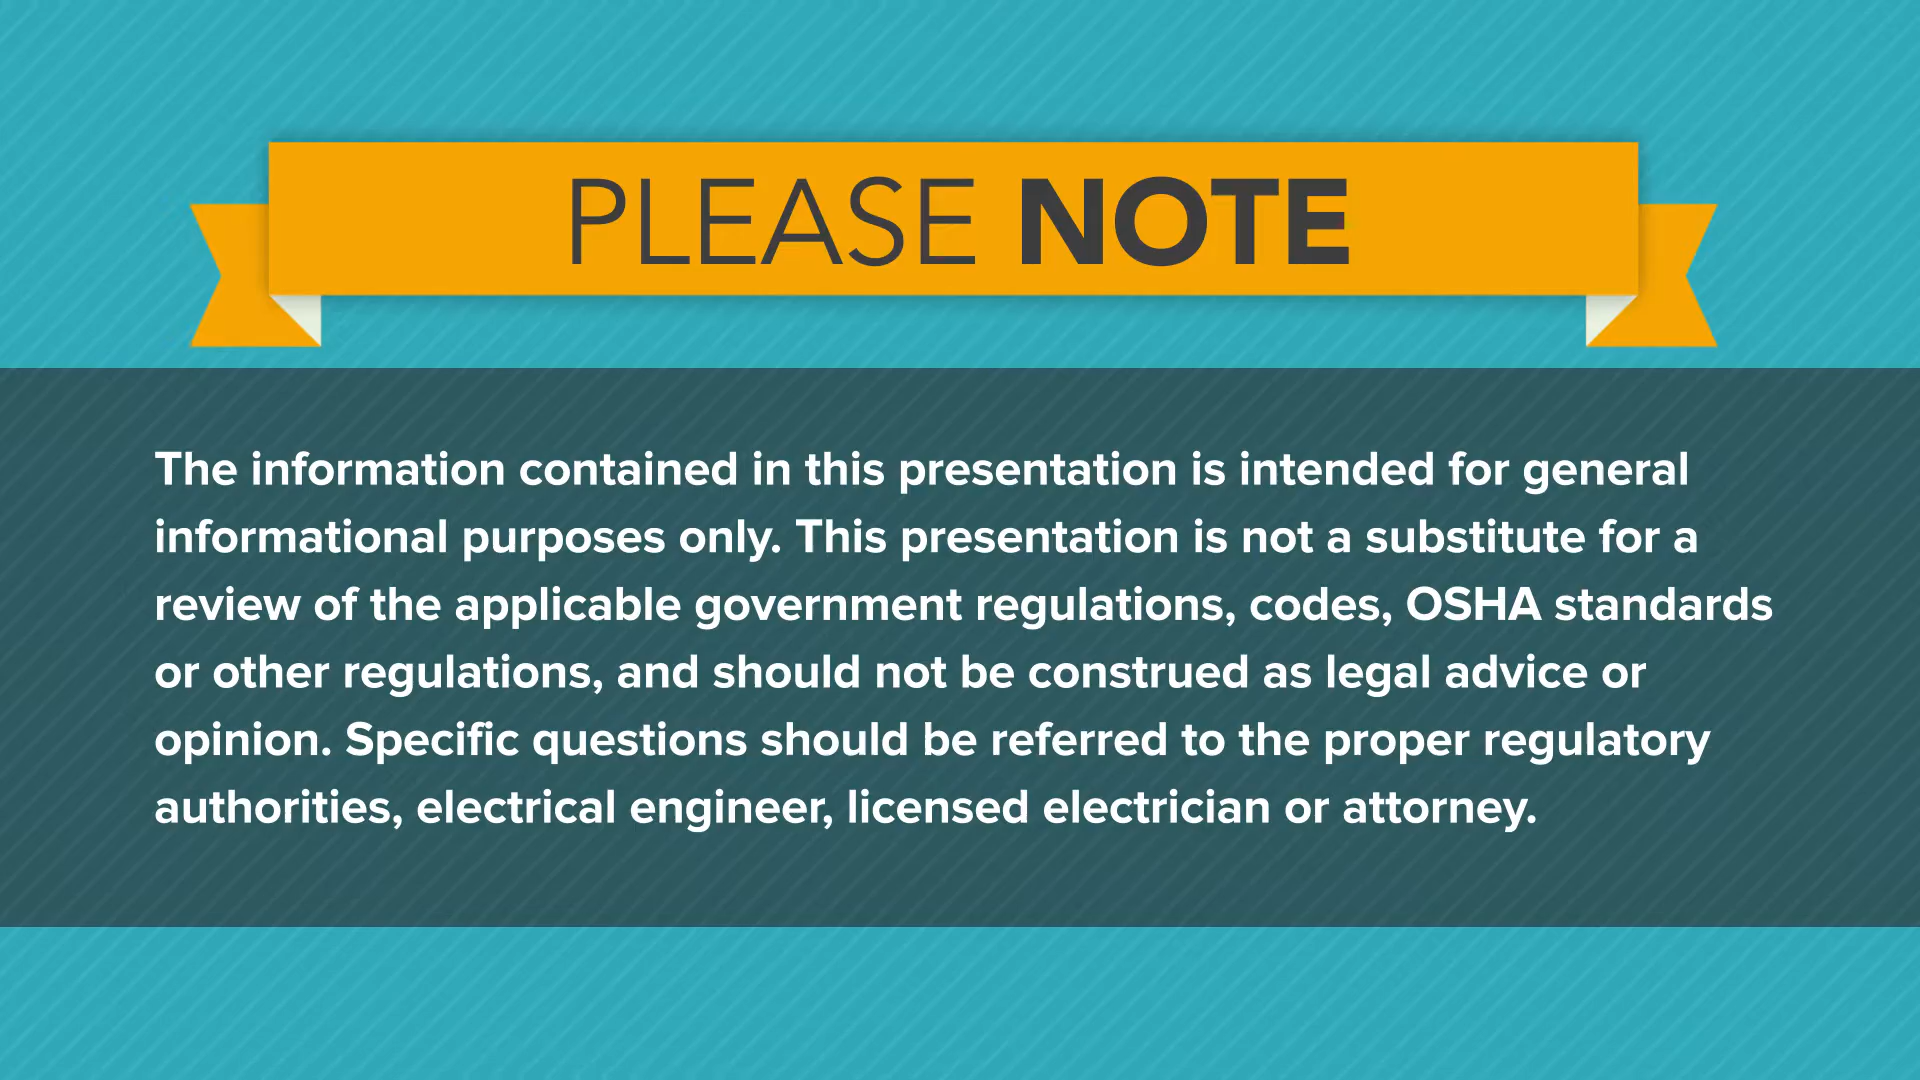 PLEASE NOTE
The information contained in this presentation is intended for general
informational purposes only. This presentation is not a substitute for a
review of the applicable government regulations, codes, OSHA standards
or other regulations, and should not be construed as legal advice or
opinion. Specific questions should be referred to the proper regulatory
authorities, electrical engineer, licensed electrician or attorney.